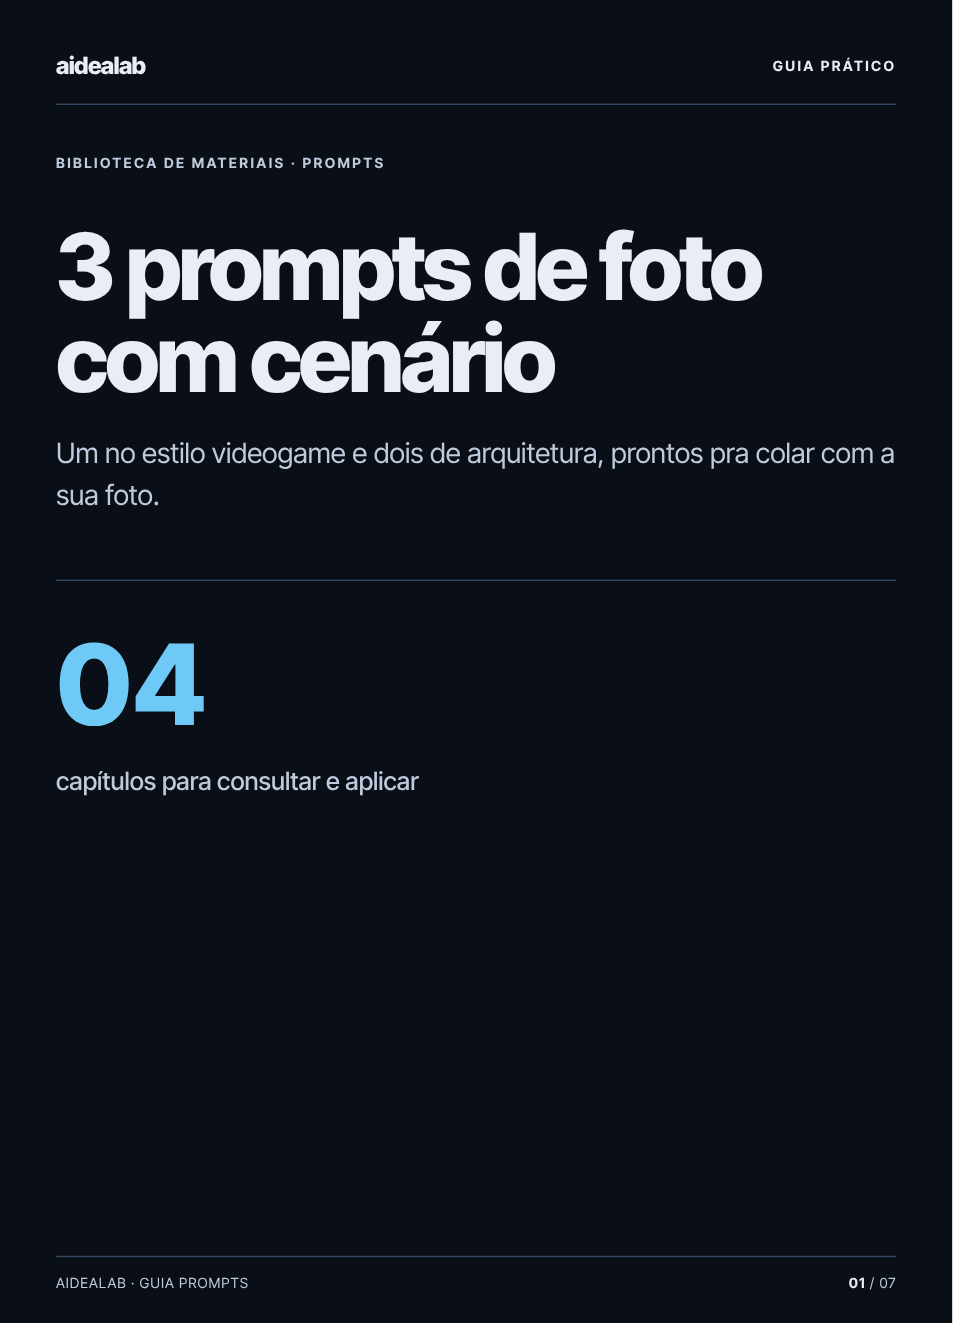 aidealab
GUIA PRÁTICO
BIBLIOTECA DE MATERIAIS · PROMPTS
3 prompts de foto
com cenário
Um no estilo videogame e dois de arquitetura, prontos pra colar com a
sua foto.
04
capítulos para consultar e aplicar
AIDEALAB · GUIA PROMPTS
01 / 07